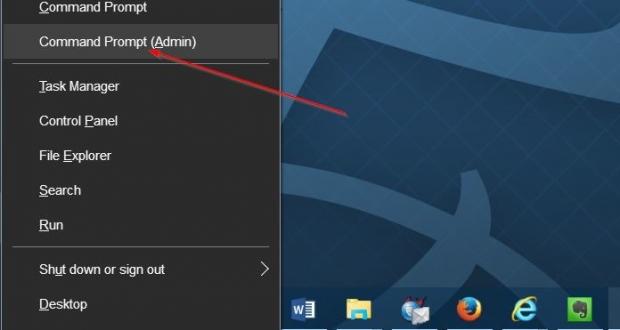 Command Prompt
Command Prompt (Admin)
Task Manager
Control Panel
File Explorer
Search
Run
Shut down or sign out
Desktop